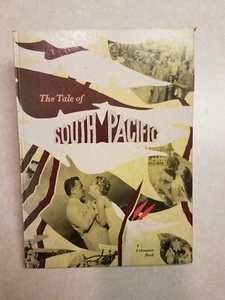 The Tale of
SOUTH PACIFIC
A
Lehmann
Book